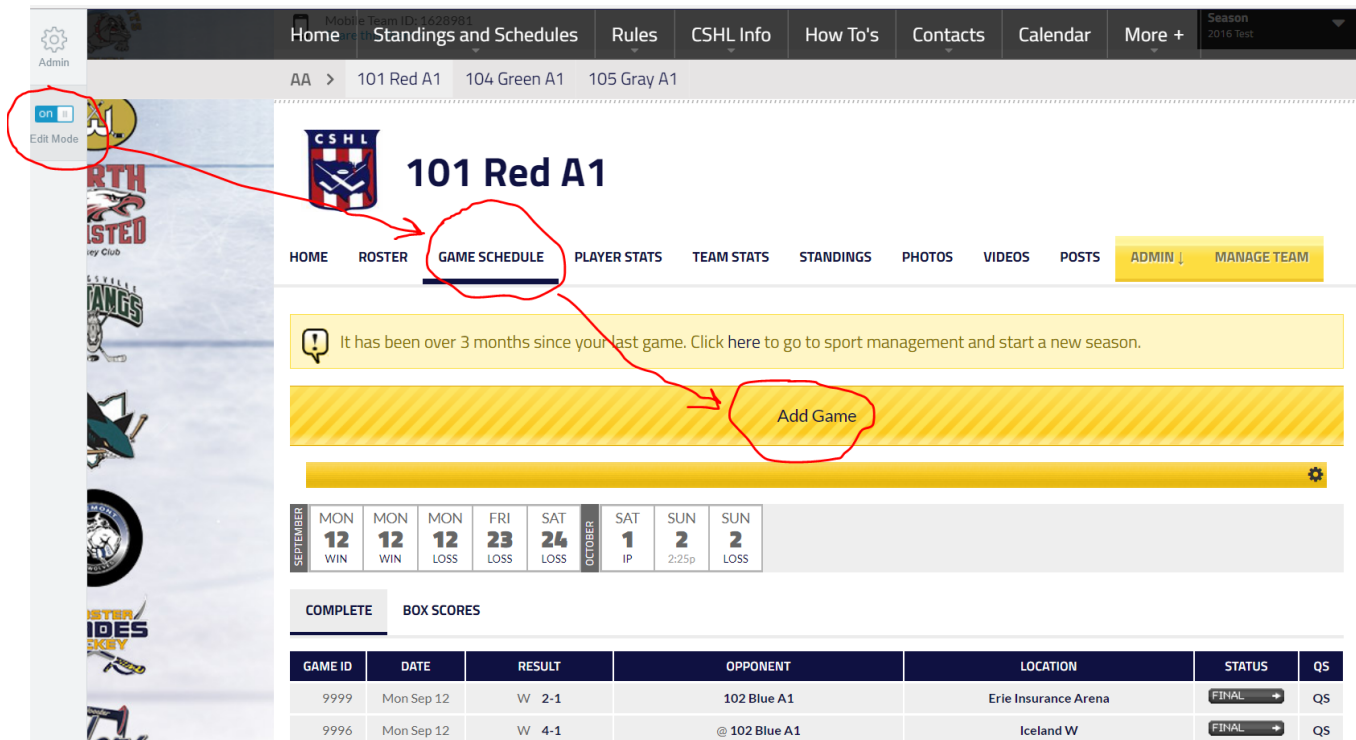 Mobile Team ID: 1628981
Home Standings and Schedules Rules CSHL Info How To's Contacts Calendar More +
Season
2016 Test
Admin
AA > 101 Red A1 104 Green A1 105 Gray A1
on
Edit Mode
CSHL
101 Red A1
RTH
ISTED
ey Club
HOME ROSTER GAME SCHEDULE PLAYER STATS TEAM STATS STANDINGS PHOTOS VIDEOS POSTS ADMIN ↓ MANAGE TEAM
TANGS
It has been over 3 months since your last game. Click here to go to sport management and start a new season.
Add Game
SEPTEMBER
MON 12 WIN
MON 12 WIN
MON 12 LOSS
FRI 23 LOSS
SAT 24 LOSS
OCTOBER
SAT 1 IP
SUN 2 2:25p
SUN 2 LOSS
COMPLETE BOX SCORES
GAME ID DATE RESULT OPPONENT LOCATION STATUS QS
9999 Mon Sep 12 W 2-1 102 Blue A1 Erie Insurance Arena FINAL QS
9996 Mon Sep 12 W 4-1 @ 102 Blue A1 Iceland W FINAL QS